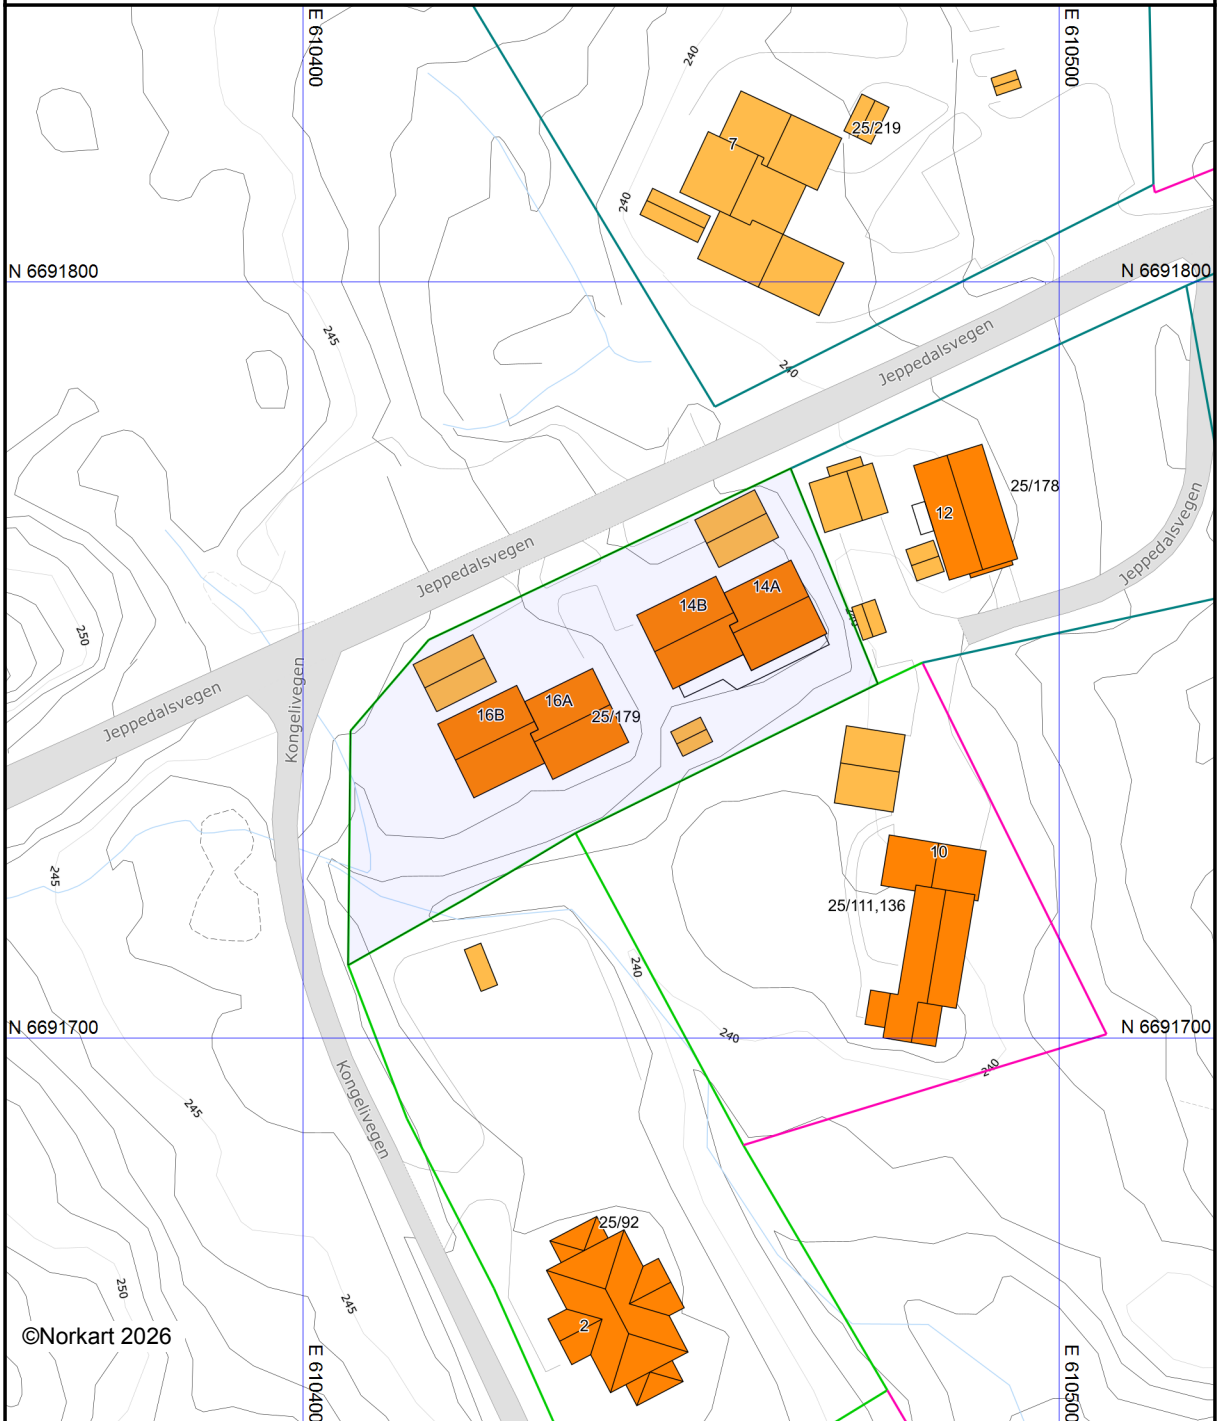 E 610400
E 610500
240
7
25/219
240
N 6691800
N 6691800
245
Jeppedalsvegen
240
25/178
12
Jeppedalsvegen
Jeppedalsvegen
14A
14B
240
250
Kongelivegen
Jeppedalsvegen
16A
16B
25/179
10
245
25/111,136
240
N 6691700
240
N 6691700
240
245
Kongelivegen
25/92
250
245
2
©Norkart 2026
E 610400
E 610500